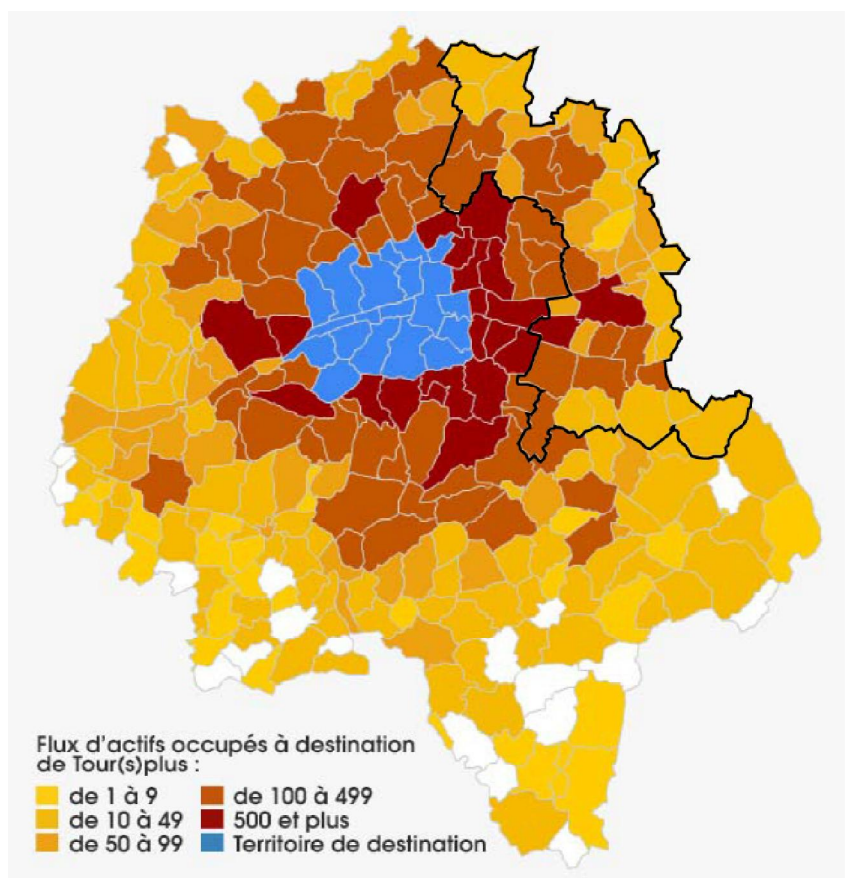 Flux d'actifs occupés à destination
de Tour(s)plus :
de 1 à 9
de 10 à 49
de 50 à 99
de 100 à 499
500 et plus
Territoire de destination